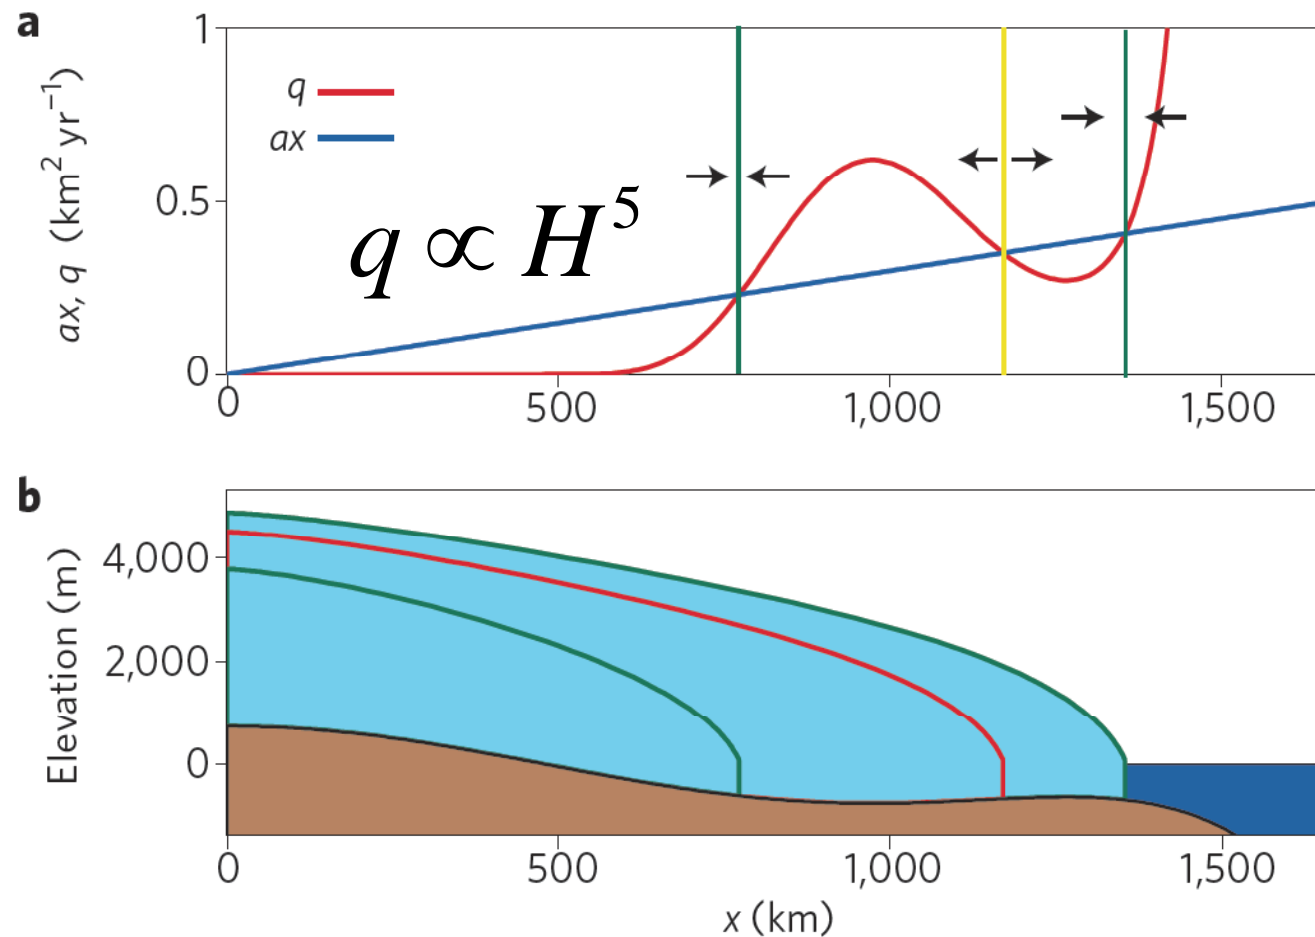 a
ax, q (km² yr⁻¹)
1
0.5
0
q
ax
q ∝ H⁵
0 500 1,000 1,500
b
Elevation (m)
4,000
2,000
0
0 500 1,000 1,500
x (km)